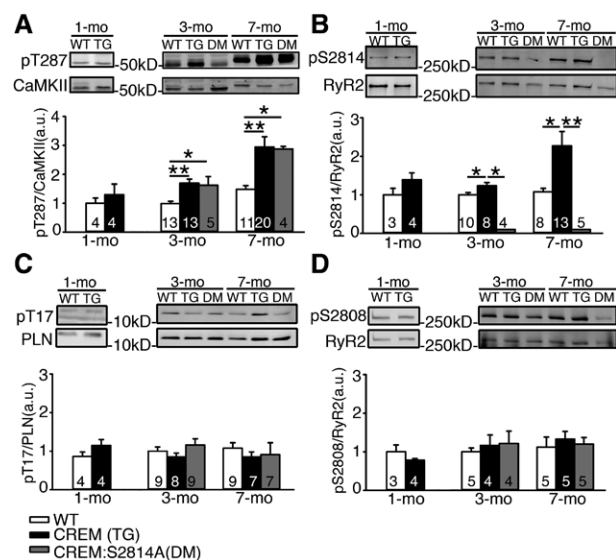 A
1-mo
3-mo
7-mo
WT TG
WT TG DM WT TG DM
pT287
-50kD
CaMKII
-50kD
pT287/CaMKII(a.u.)
4
3
2
1
0
**
*
**
*
4 4
13 13 5
11 20 4
1-mo
3-mo
7-mo
B
1-mo
3-mo
7-mo
WT TG
WT TG DM WT TG DM
pS2814
-250kD
RyR2
-250kD
pS2814/RyR2(a.u.)
3
2
1
0
* *
* **
3 4
10 8 4
8 13 5
1-mo
3-mo
7-mo
C
1-mo
3-mo
7-mo
WT TG
WT TG DM WT TG DM
pT17
-10kD
PLN
-10kD
pT17/PLN(a.u.)
3
2
1
0
4 4
9 8 9
9 7 7
1-mo
3-mo
7-mo
D
1-mo
3-mo
7-mo
WT TG
WT TG DM WT TG DM
pS2808
-250kD
RyR2
-250kD
pS2808/RyR2(a.u.)
3
2
1
0
3 4
5 4 4
5 5 5
1-mo
3-mo
7-mo
WT
CREM (TG)
CREM:S2814A(DM)